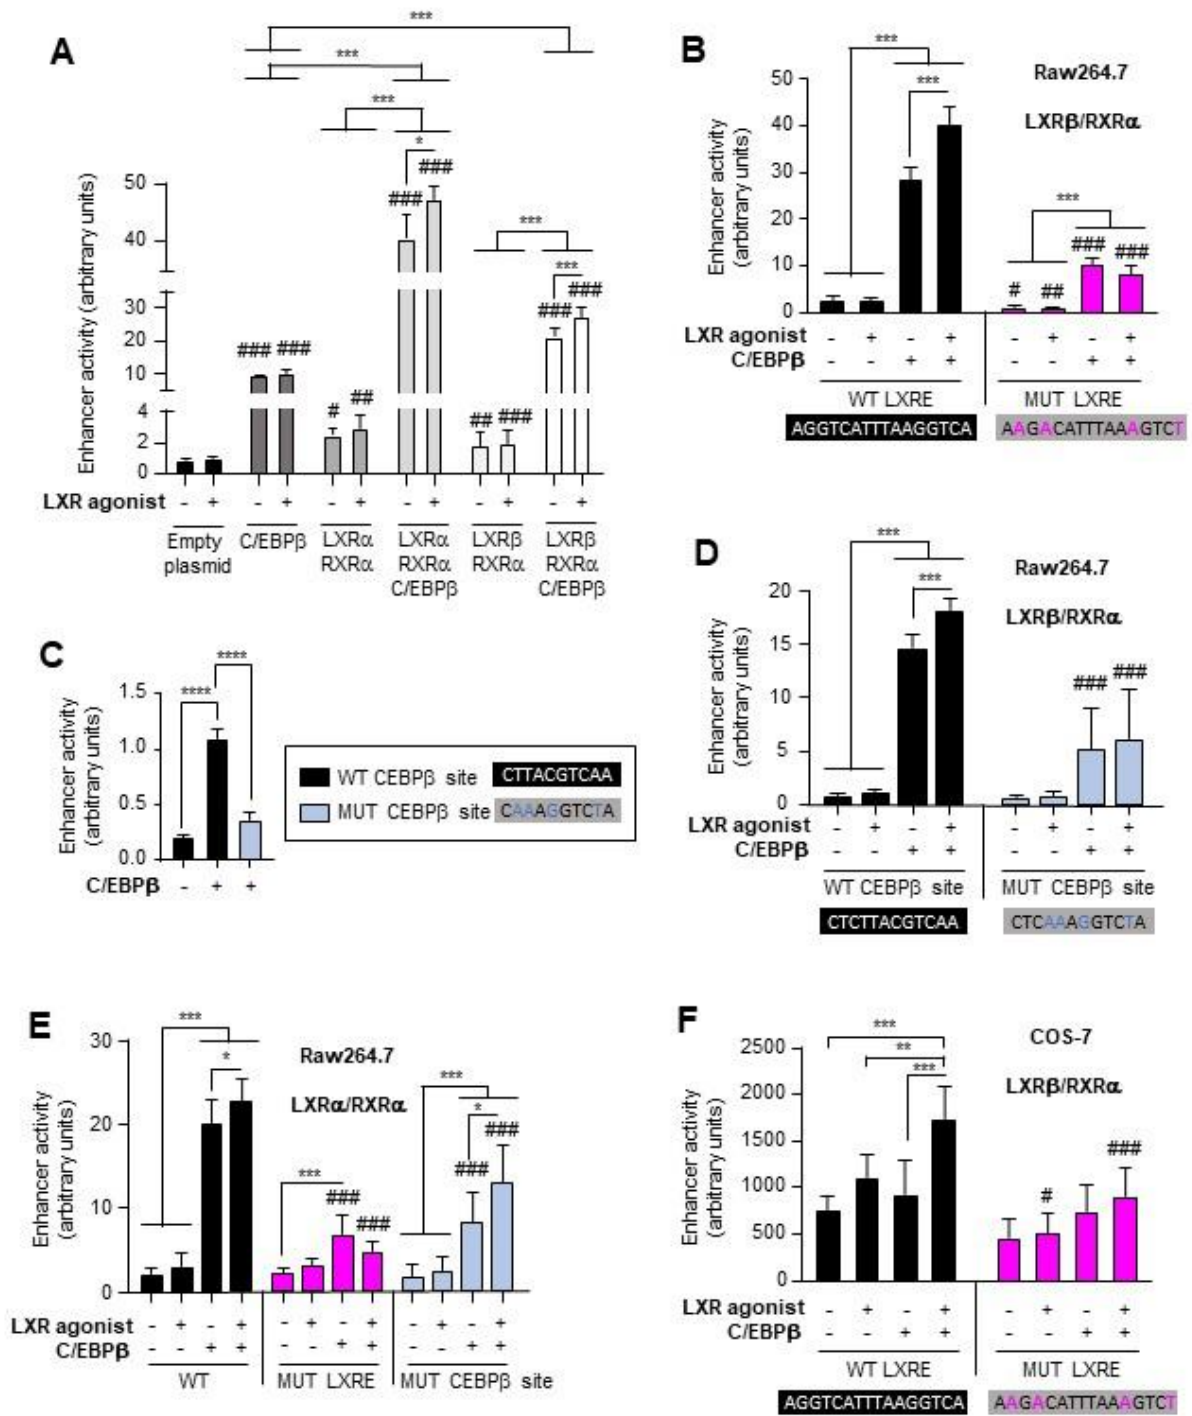 A
***
***
***
*
###
###
***
***
###
###
###
###
#
##
##
###
Enhancer activity (arbitrary units)
50
40
30
20
10
4
2
0
LXR agonist - + - + - + - + - + - +
Empty plasmid
C/EBPβ
LXRα RXRα
LXRα RXRα C/EBPβ
LXRβ RXRα
LXRβ RXRα C/EBPβ
B
Raw264.7
LXRβ/RXRα
***
***
***
#
##
###
###
Enhancer activity
(arbitrary units)
50
40
30
20
10
0
LXR agonist - + - + - + - +
C/EBPβ - - + + - - + +
WT LXRE MUT LXRE
AGGTCATTTAAGGTCA AAGACATTTAAAGTCT
C
****
****
Enhancer activity
(arbitrary units)
1.5
1.0
0.5
0.0
C/EBPβ - + +
WT CEBPβ site CTTACGTCAA
MUT CEBPβ site CAAAGGTCTA
D
Raw264.7
LXRβ/RXRα
***
***
###
###
Enhancer activity
(arbitrary units)
20
15
10
5
0
LXR agonist - + - + - + - +
C/EBPβ - - + + - - + +
WT CEBPβ site MUT CEBPβ site
CTCTTACGTCAA CTCAAAGGTCTA
E
Raw264.7
LXRα/RXRα
***
*
***
###
###
***
*
###
###
Enhancer activity
(arbitrary units)
30
20
10
0
LXR agonist - + - + - + - + - + - +
C/EBPβ - - + + - - + + - - + +
WT MUT LXRE MUT CEBPβ site
F
COS-7
LXRβ/RXRα
***
**
***
#
###
Enhancer activity
(arbitrary units)
2500
2000
1500
1000
500
0
LXR agonist - + - + - + - +
C/EBPβ - - + + - - + +
WT LXRE MUT LXRE
AGGTCATTTAAGGTCA AAGACATTTAAAGTCT